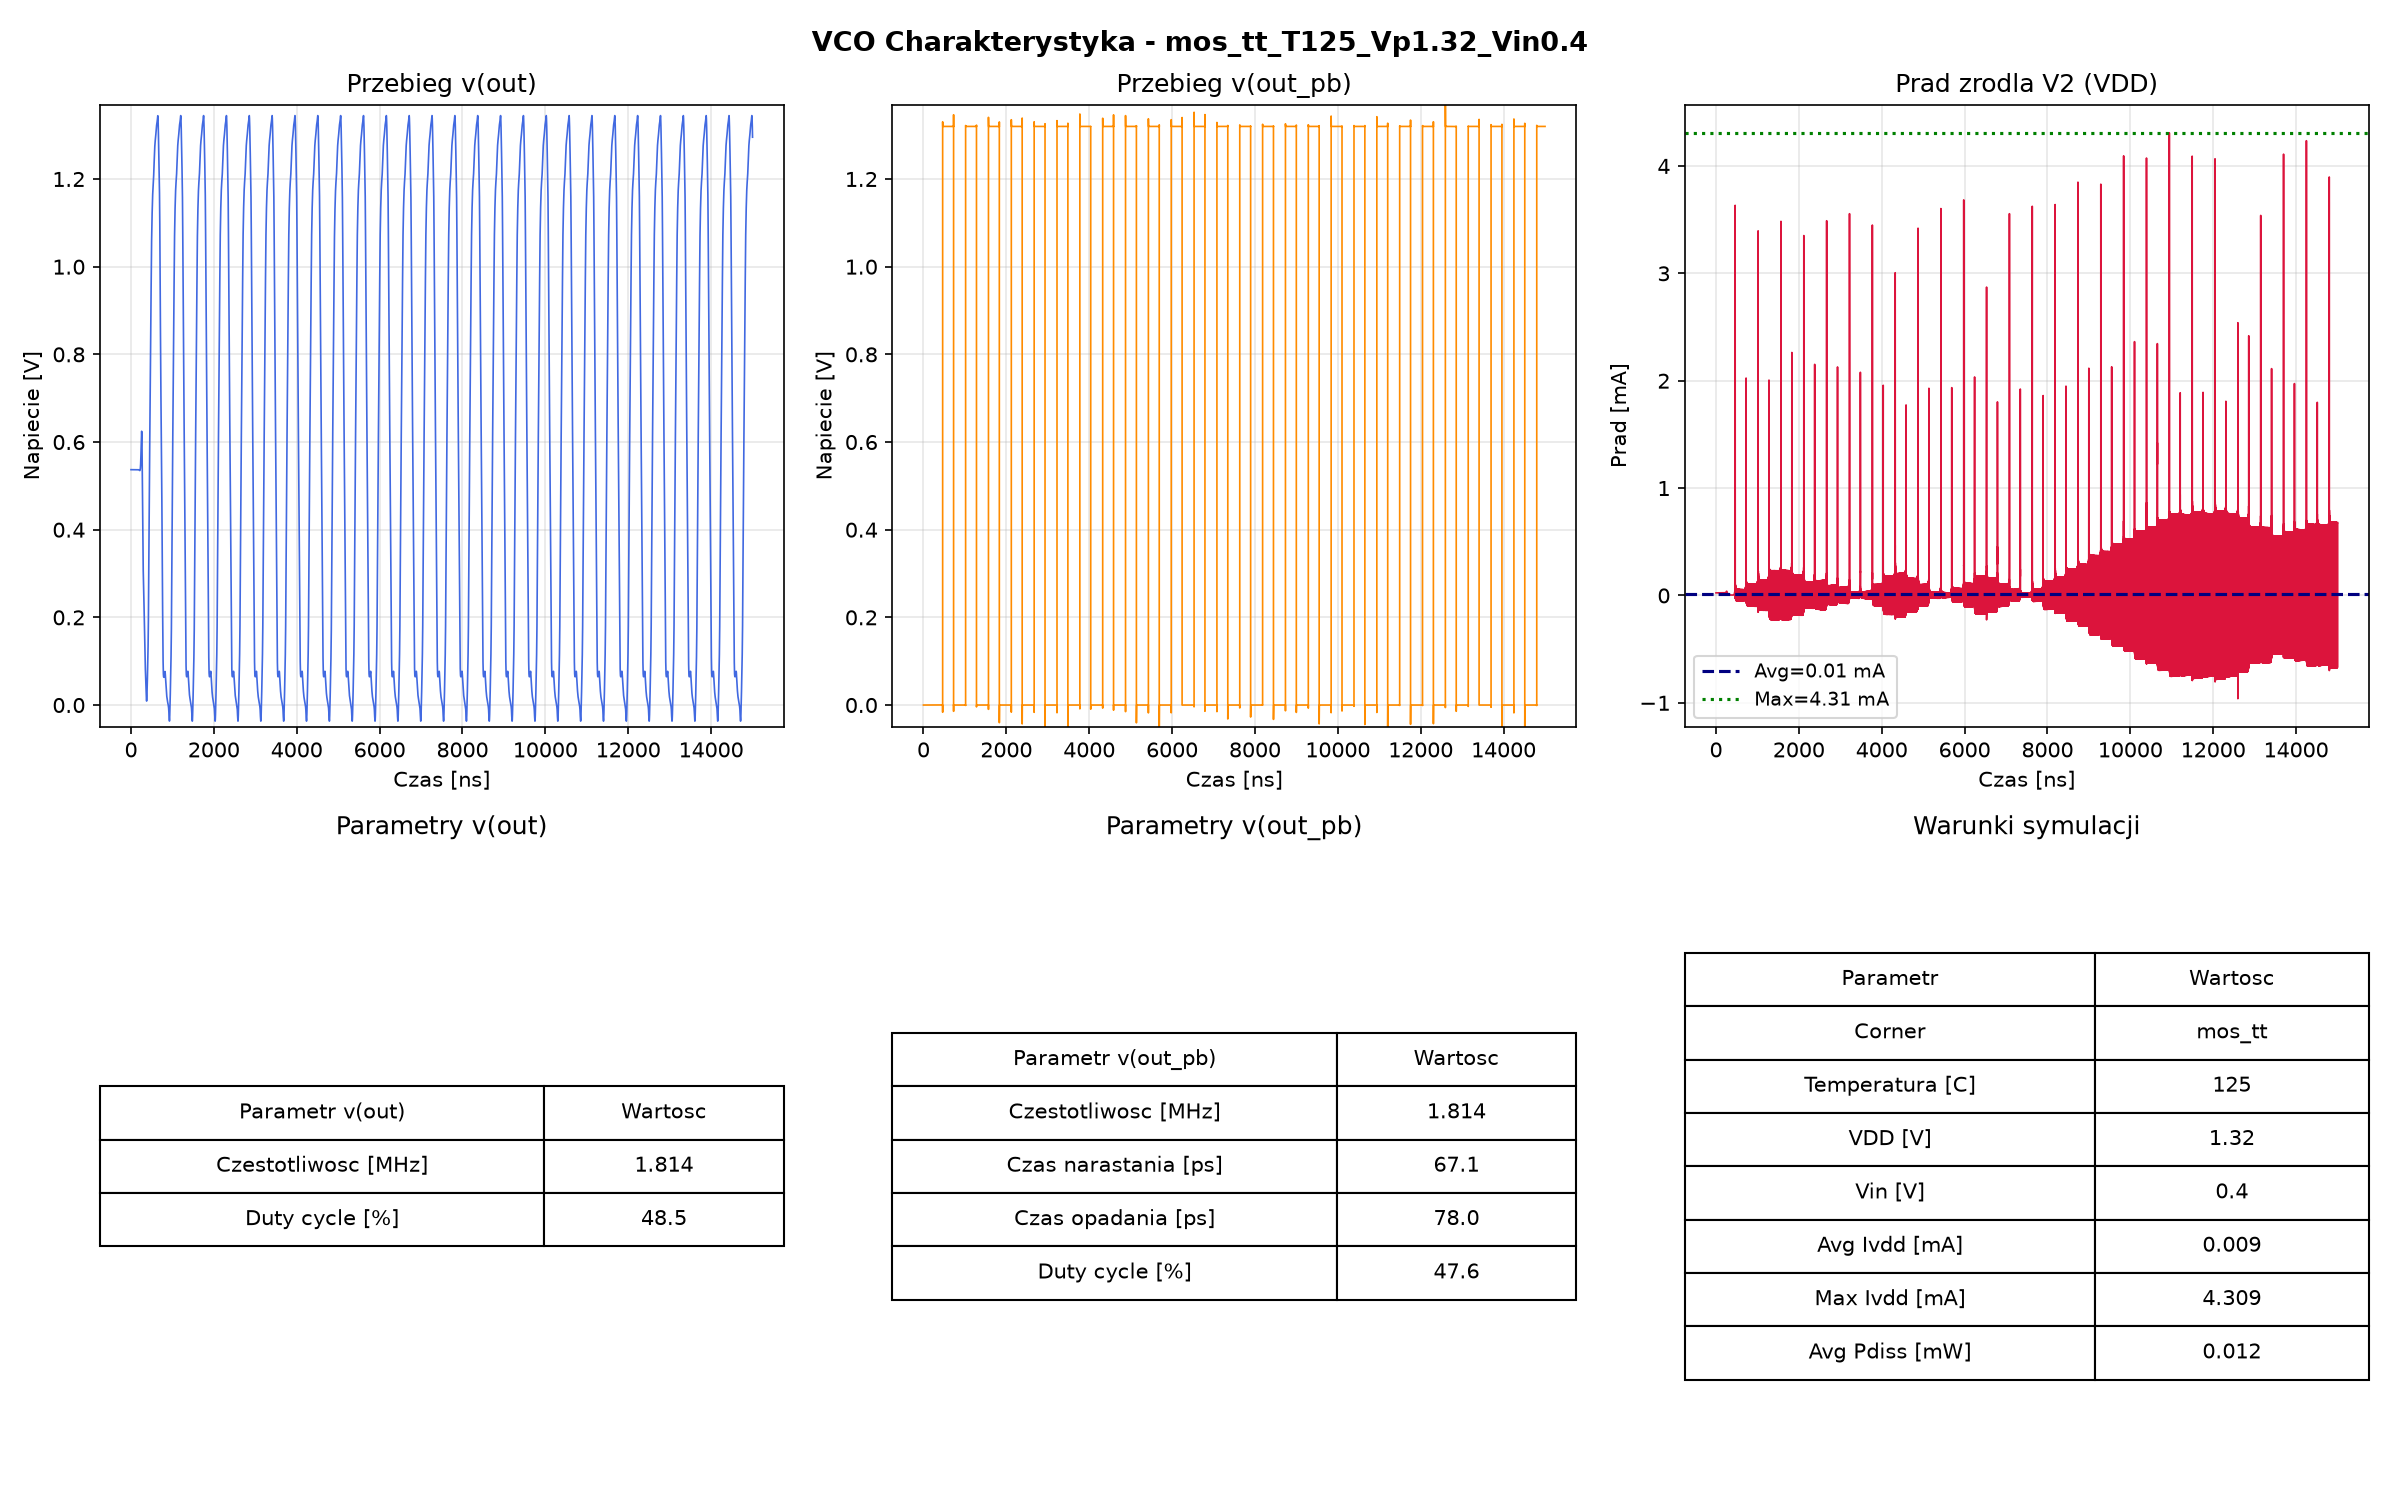 VCO Charakterystyka - mos_tt_T125_Vp1.32_Vin0.4
Przebieg v(out)
Napiecie [V]
1.2
1.0
0.8
0.6
0.4
0.2
0.0
0 2000 4000 6000 8000 10000 12000 14000
Czas [ns]
Przebieg v(out_pb)
Napiecie [V]
1.2
1.0
0.8
0.6
0.4
0.2
0.0
0 2000 4000 6000 8000 10000 12000 14000
Czas [ns]
Prad zrodla V2 (VDD)
Prad [mA]
4
3
2
1
0
−1
Avg=0.01 mA
Max=4.31 mA
0 2000 4000 6000 8000 10000 12000 14000
Czas [ns]
Parametry v(out)
Parametr v(out) Wartosc
Czestotliwosc [MHz] 1.814
Duty cycle [%] 48.5
Parametry v(out_pb)
Parametr v(out_pb) Wartosc
Czestotliwosc [MHz] 1.814
Czas narastania [ps] 67.1
Czas opadania [ps] 78.0
Duty cycle [%] 47.6
Warunki symulacji
Parametr Wartosc
Corner mos_tt
Temperatura [C] 125
VDD [V] 1.32
Vin [V] 0.4
Avg Ivdd [mA] 0.009
Max Ivdd [mA] 4.309
Avg Pdiss [mW] 0.012